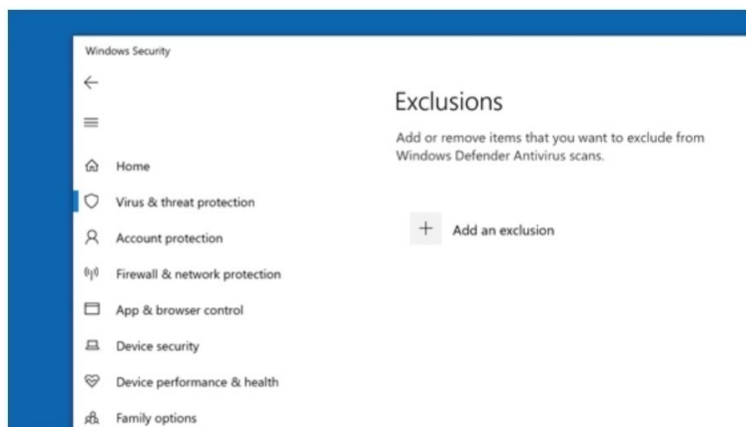 Windows Security
Home
Virus & threat protection
Account protection
Firewall & network protection
App & browser control
Device security
Device performance & health
Family options
Exclusions
Add or remove items that you want to exclude from
Windows Defender Antivirus scans.
Add an exclusion